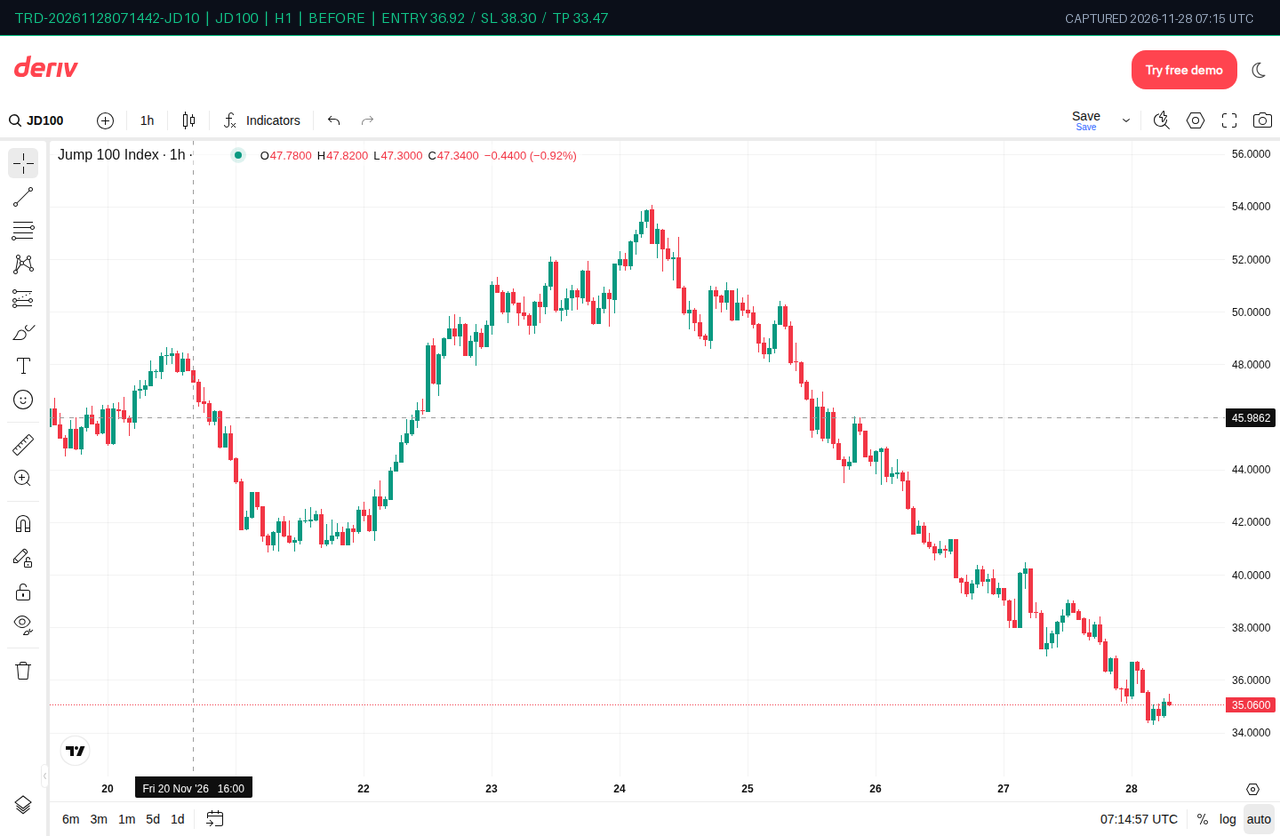 TRD-20261128071442-JD10 | JD100 | H1 | BEFORE | ENTRY 36.92 / SL 38.30 / TP 33.47
CAPTURED 2026-11-28 07:15 UTC
deriv
Try free demo
JD100
1h
Indicators
Save
Save
Jump 100 Index · 1h ·
O47.7800 H47.8200 L47.3000 C47.3400 −0.4400 (−0.92%)
56.0000
54.0000
52.0000
50.0000
48.0000
45.9862
44.0000
42.0000
40.0000
38.0000
36.0000
35.0600
34.0000
20
Fri 20 Nov '26 16:00
22
23
24
25
26
27
28
6m 3m 1m 5d 1d
07:14:57 UTC
%
log
auto